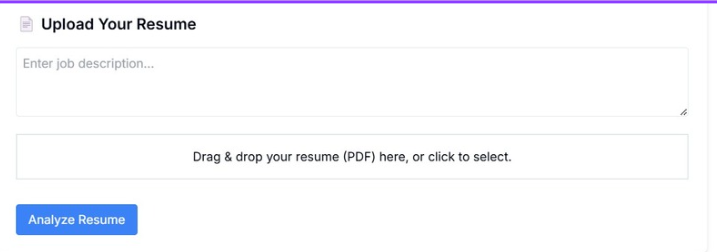 Upload Your Resume
Enter job description...
Drag & drop your resume (PDF) here, or click to select.
Analyze Resume